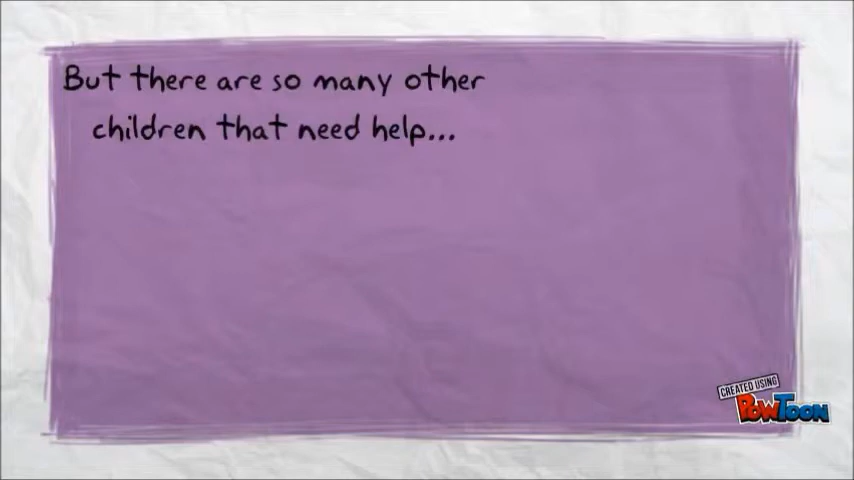 But there are so many other
children that need help...
CREATED USING
POWTOON